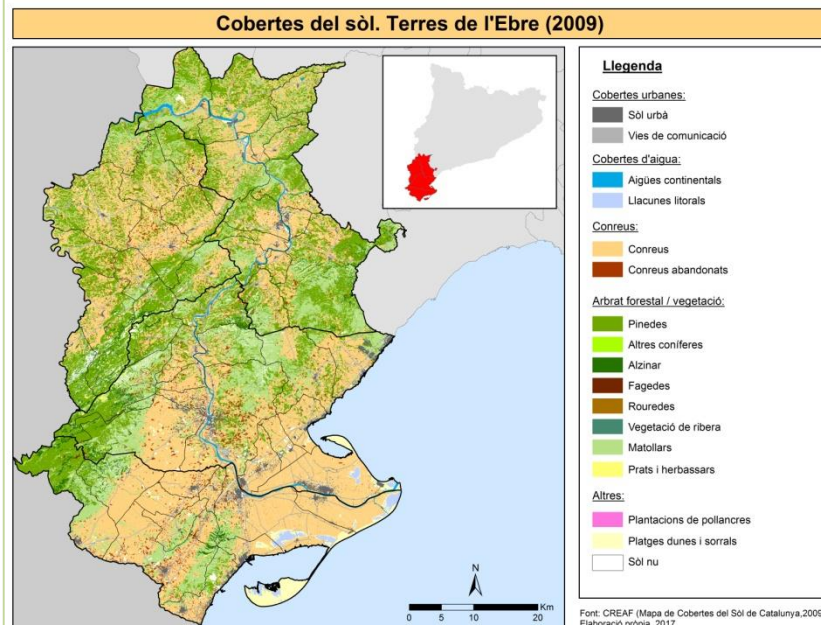 Cobertes del sòl. Terres de l'Ebre (2009)
Llegenda
Cobertes urbanes:
Sòl urbà
Vies de comunicació
Cobertes d'aigua:
Aigües continentals
Llacunes litorals
Conreus:
Conreus
Conreus abandonats
Arbrat forestal / vegetació:
Pinedes
Altres coníferes
Alzinar
Fagedes
Rouredes
Vegetació de ribera
Matollars
Prats i herbassars
Altres:
Plantacions de pollancres
Platges dunes i sorrals
Sòl nu
N
Km
0 5 10 20
Font: CREAF (Mapa de Cobertes del Sòl de Catalunya,2009
Elaboració pròpia, 2017